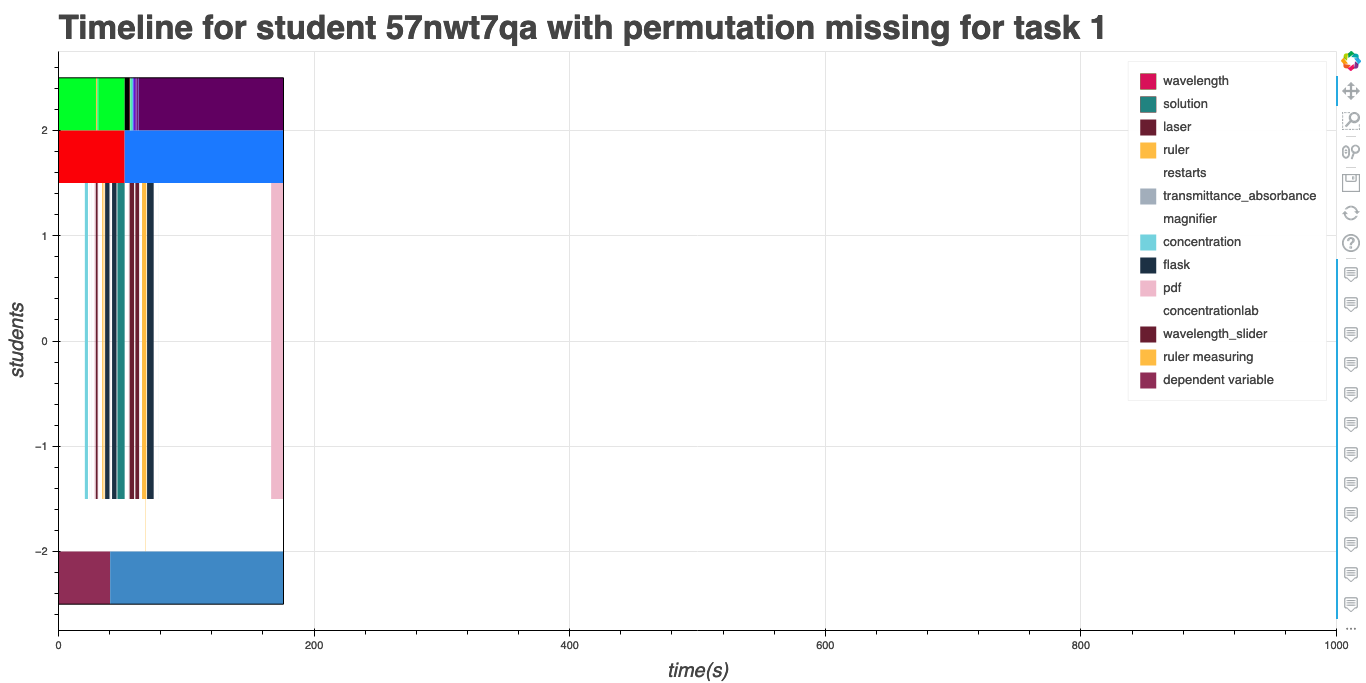 Timeline for student 57nwt7qa with permutation missing for task 1
wavelength
solution
laser
ruler
restarts
transmittance_absorbance
magnifier
concentration
flask
pdf
concentrationlab
wavelength_slider
ruler measuring
dependent variable
students
2
1
0
−1
−2
0
200
400
600
800
1000
time(s)